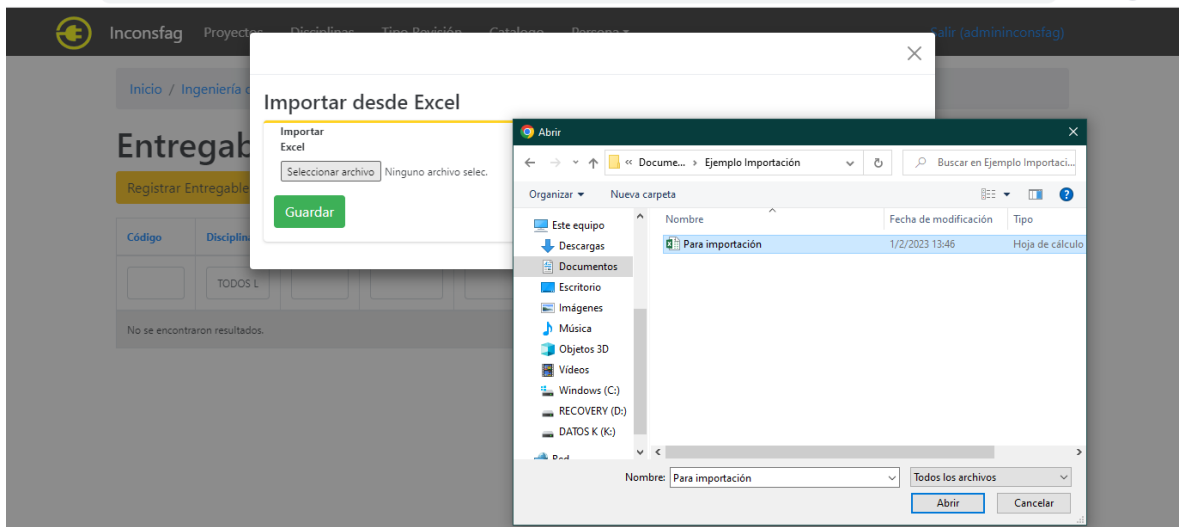 Inconsfag Proyectos Disciplinas Tipo Revisión Catalogo Persona Salir (admininconsfag)
Inicio / Ingeniería
Importar desde Excel
Entregab
Importar
Excel
Seleccionar archivo Ninguno archivo selec.
Registrar Entregable
Guardar
Código Disciplin
TODOS L
No se encontraron resultados.
Abrir
« Docume... › Ejemplo Importación
Buscar en Ejemplo Importaci...
Organizar Nueva carpeta
Este equipo
Descargas
Documentos
Escritorio
Imágenes
Música
Objetos 3D
Vídeos
Windows (C:)
RECOVERY (D:)
DATOS K (K:)
Red
Nombre Fecha de modificación Tipo
Para importación 1/2/2023 13:46 Hoja de cálculo
Nombre: Para importación Todos los archivos
Abrir Cancelar